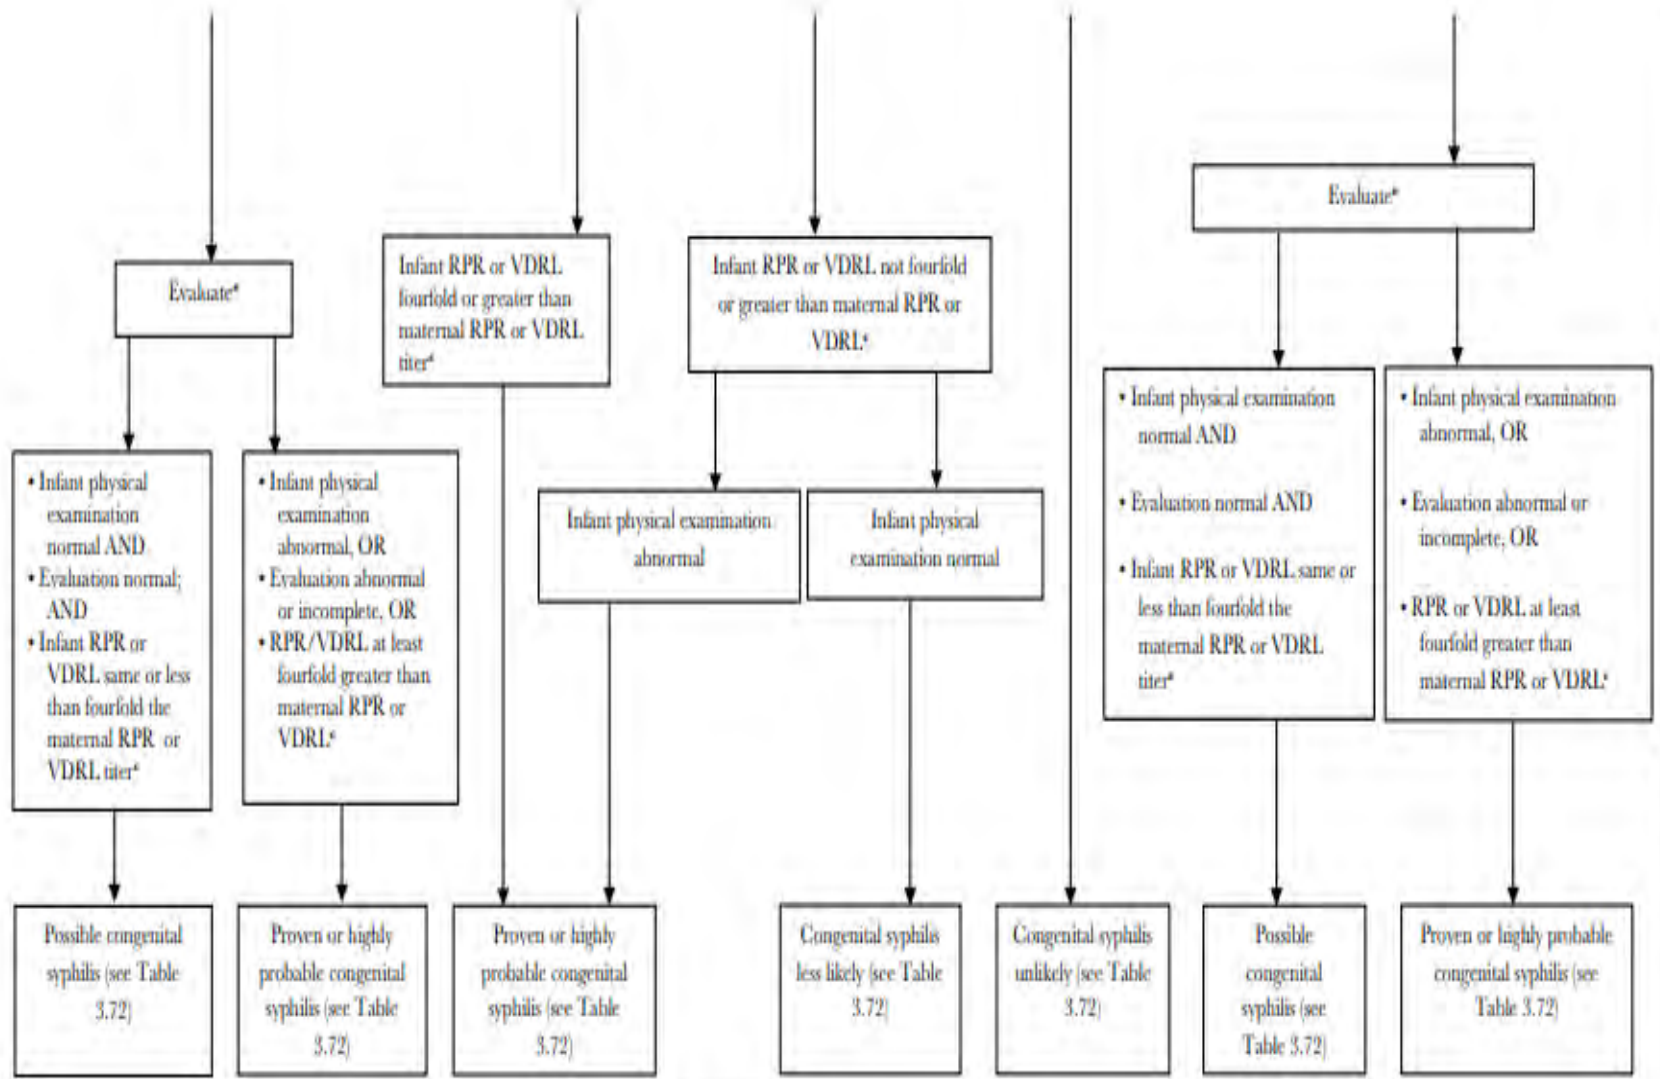 Evaluate
Infant RPR or VDRL
fourfold or greater than
maternal RPR or VDRL
titer
Infant RPR or VDRL not fourfold
or greater than maternal RPR or
VDRL
Evaluate
• Infant physical
examination
normal AND
• Evaluation normal;
AND
• Infant RPR or
VDRL same or less
than fourfold the
maternal RPR or
VDRL titer
• Infant physical
examination
abnormal, OR
• Evaluation abnormal
or incomplete, OR
• RPR/VDRL at least
fourfold greater than
maternal RPR or
VDRL
Infant physical examination
abnormal
Infant physical
examination normal
• Infant physical examination
normal AND
• Evaluation normal AND
• Infant RPR or VDRL same or
less than fourfold the
maternal RPR or VDRL
titer
• Infant physical examination
abnormal, OR
• Evaluation abnormal or
incomplete, OR
• RPR or VDRL at least
fourfold greater than
maternal RPR or VDRL
Possible congenital
syphilis (see Table
3.72)
Proven or highly
probable congenital
syphilis (see Table
3.72)
Proven or highly
probable congenital
syphilis (see Table
3.72)
Congenital syphilis
less likely (see Table
3.72)
Congenital syphilis
unlikely (see Table
3.72)
Possible
congenital
syphilis (see
Table 3.72)
Proven or highly probable
congenital syphilis (see
Table 3.72)